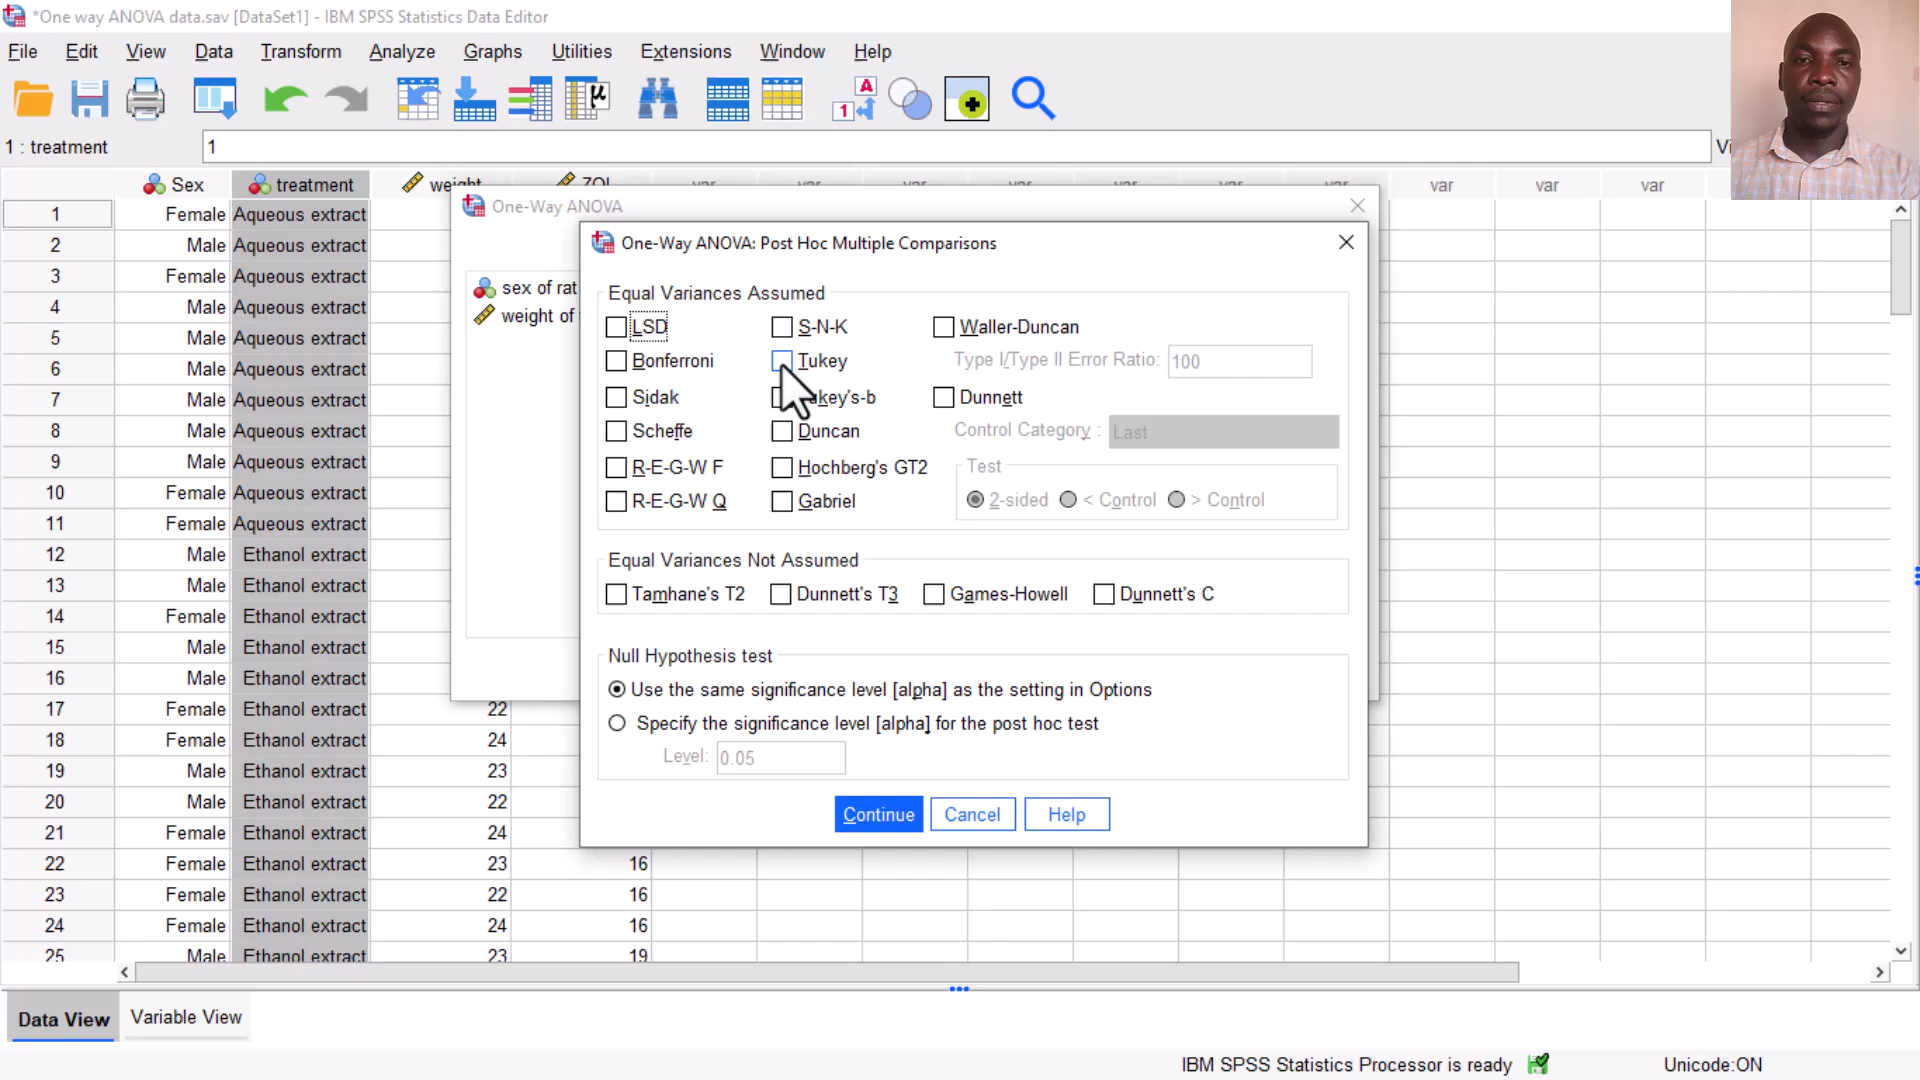 *One way ANOVA data.sav [DataSet1] - IBM SPSS Statistics Data Editor
File Edit View Data Transform Analyze Graphs Utilities Extensions Window Help
1 : treatment 1
Sex treatment
var var var
One-Way ANOVA
sex of rat
weight of
One-Way ANOVA: Post Hoc Multiple Comparisons
Equal Variances Assumed
LSD S-N-K Waller-Duncan
Bonferroni Tukey Type I/Type II Error Ratio: 100
Sidak Dunnett
Scheffe Duncan Control Category : Last
R-E-G-W F Hochberg's GT2 Test
R-E-G-W Q Gabriel 2-sided < Control > Control
Equal Variances Not Assumed
Tamhane's T2 Dunnett's T3 Games-Howell Dunnett's C
Null Hypothesis test
Use the same significance level [alpha] as the setting in Options
Specify the significance level [alpha] for the post hoc test
Level: 0.05
Continue Cancel Help
1 Female Aqueous extract
2 Male Aqueous extract
3 Female Aqueous extract
4 Male Aqueous extract
5 Male Aqueous extract
6 Female Aqueous extract
7 Male Aqueous extract
8 Male Aqueous extract
9 Male Aqueous extract
10 Female Aqueous extract
11 Female Aqueous extract
12 Male Ethanol extract
13 Male Ethanol extract
14 Female Ethanol extract
15 Male Ethanol extract
16 Male Ethanol extract
17 Female Ethanol extract 22
18 Female Ethanol extract 24
19 Male Ethanol extract 23
20 Male Ethanol extract 22
21 Female Ethanol extract 24
22 Female Ethanol extract 23 16
23 Female Ethanol extract 22 16
24 Female Ethanol extract 24 16
25 Male Ethanol extract 23 19
Data View Variable View
IBM SPSS Statistics Processor is ready Unicode:ON